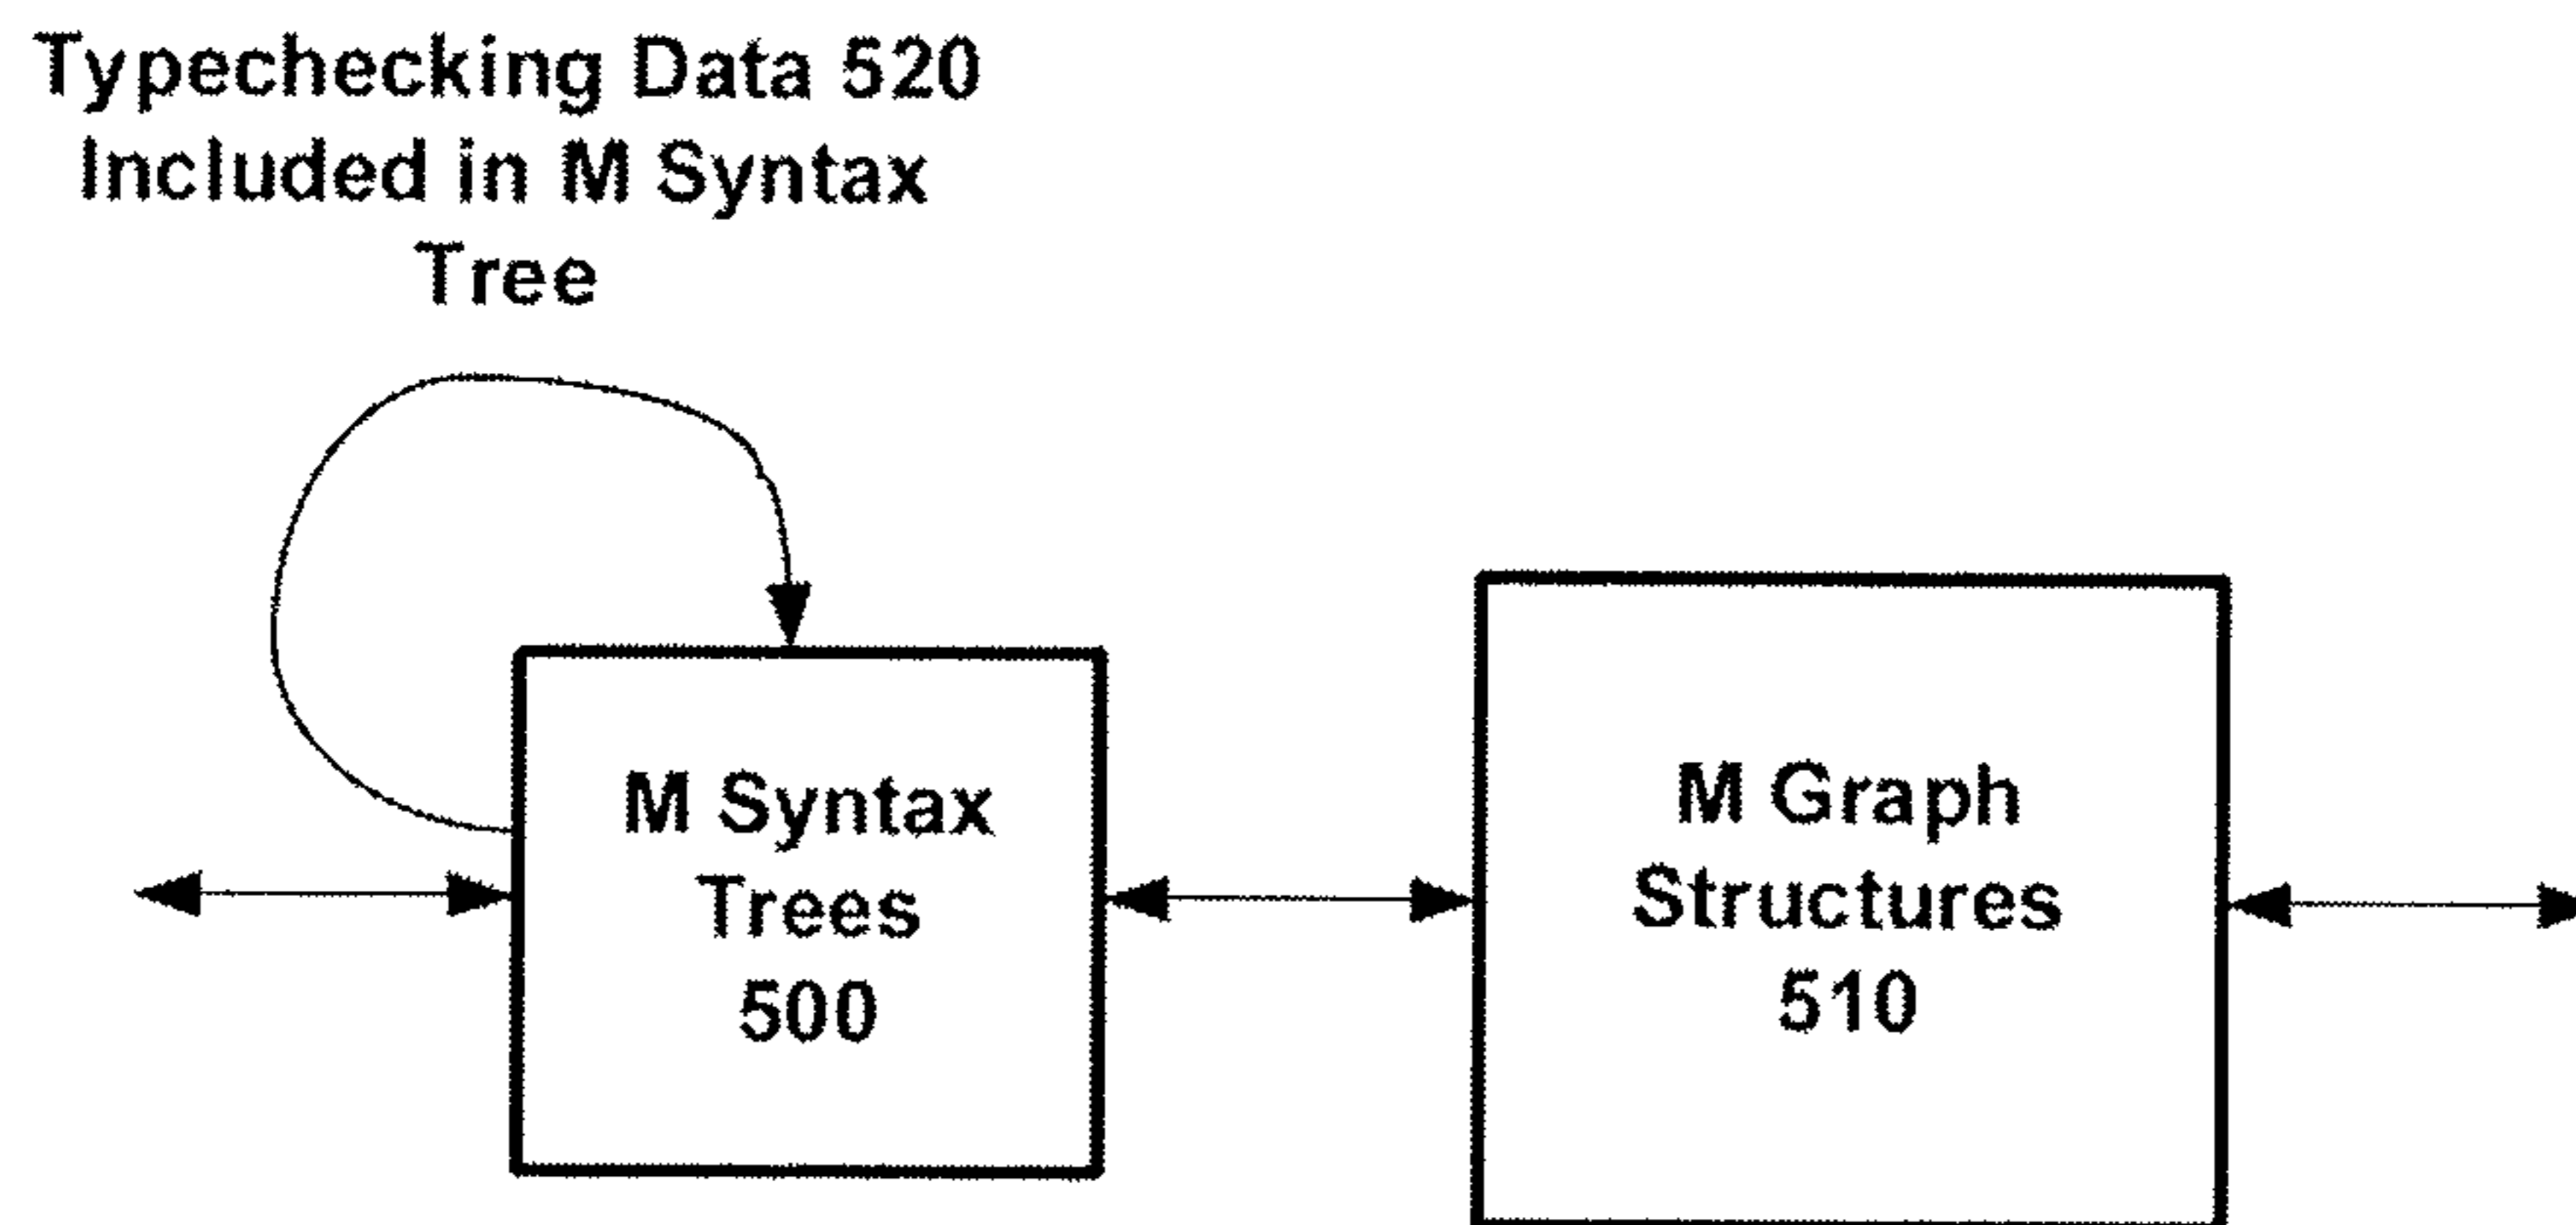 Typechecking Data 520
Included in M Syntax
Tree
M Syntax
Trees
500
M Graph
Structures
510